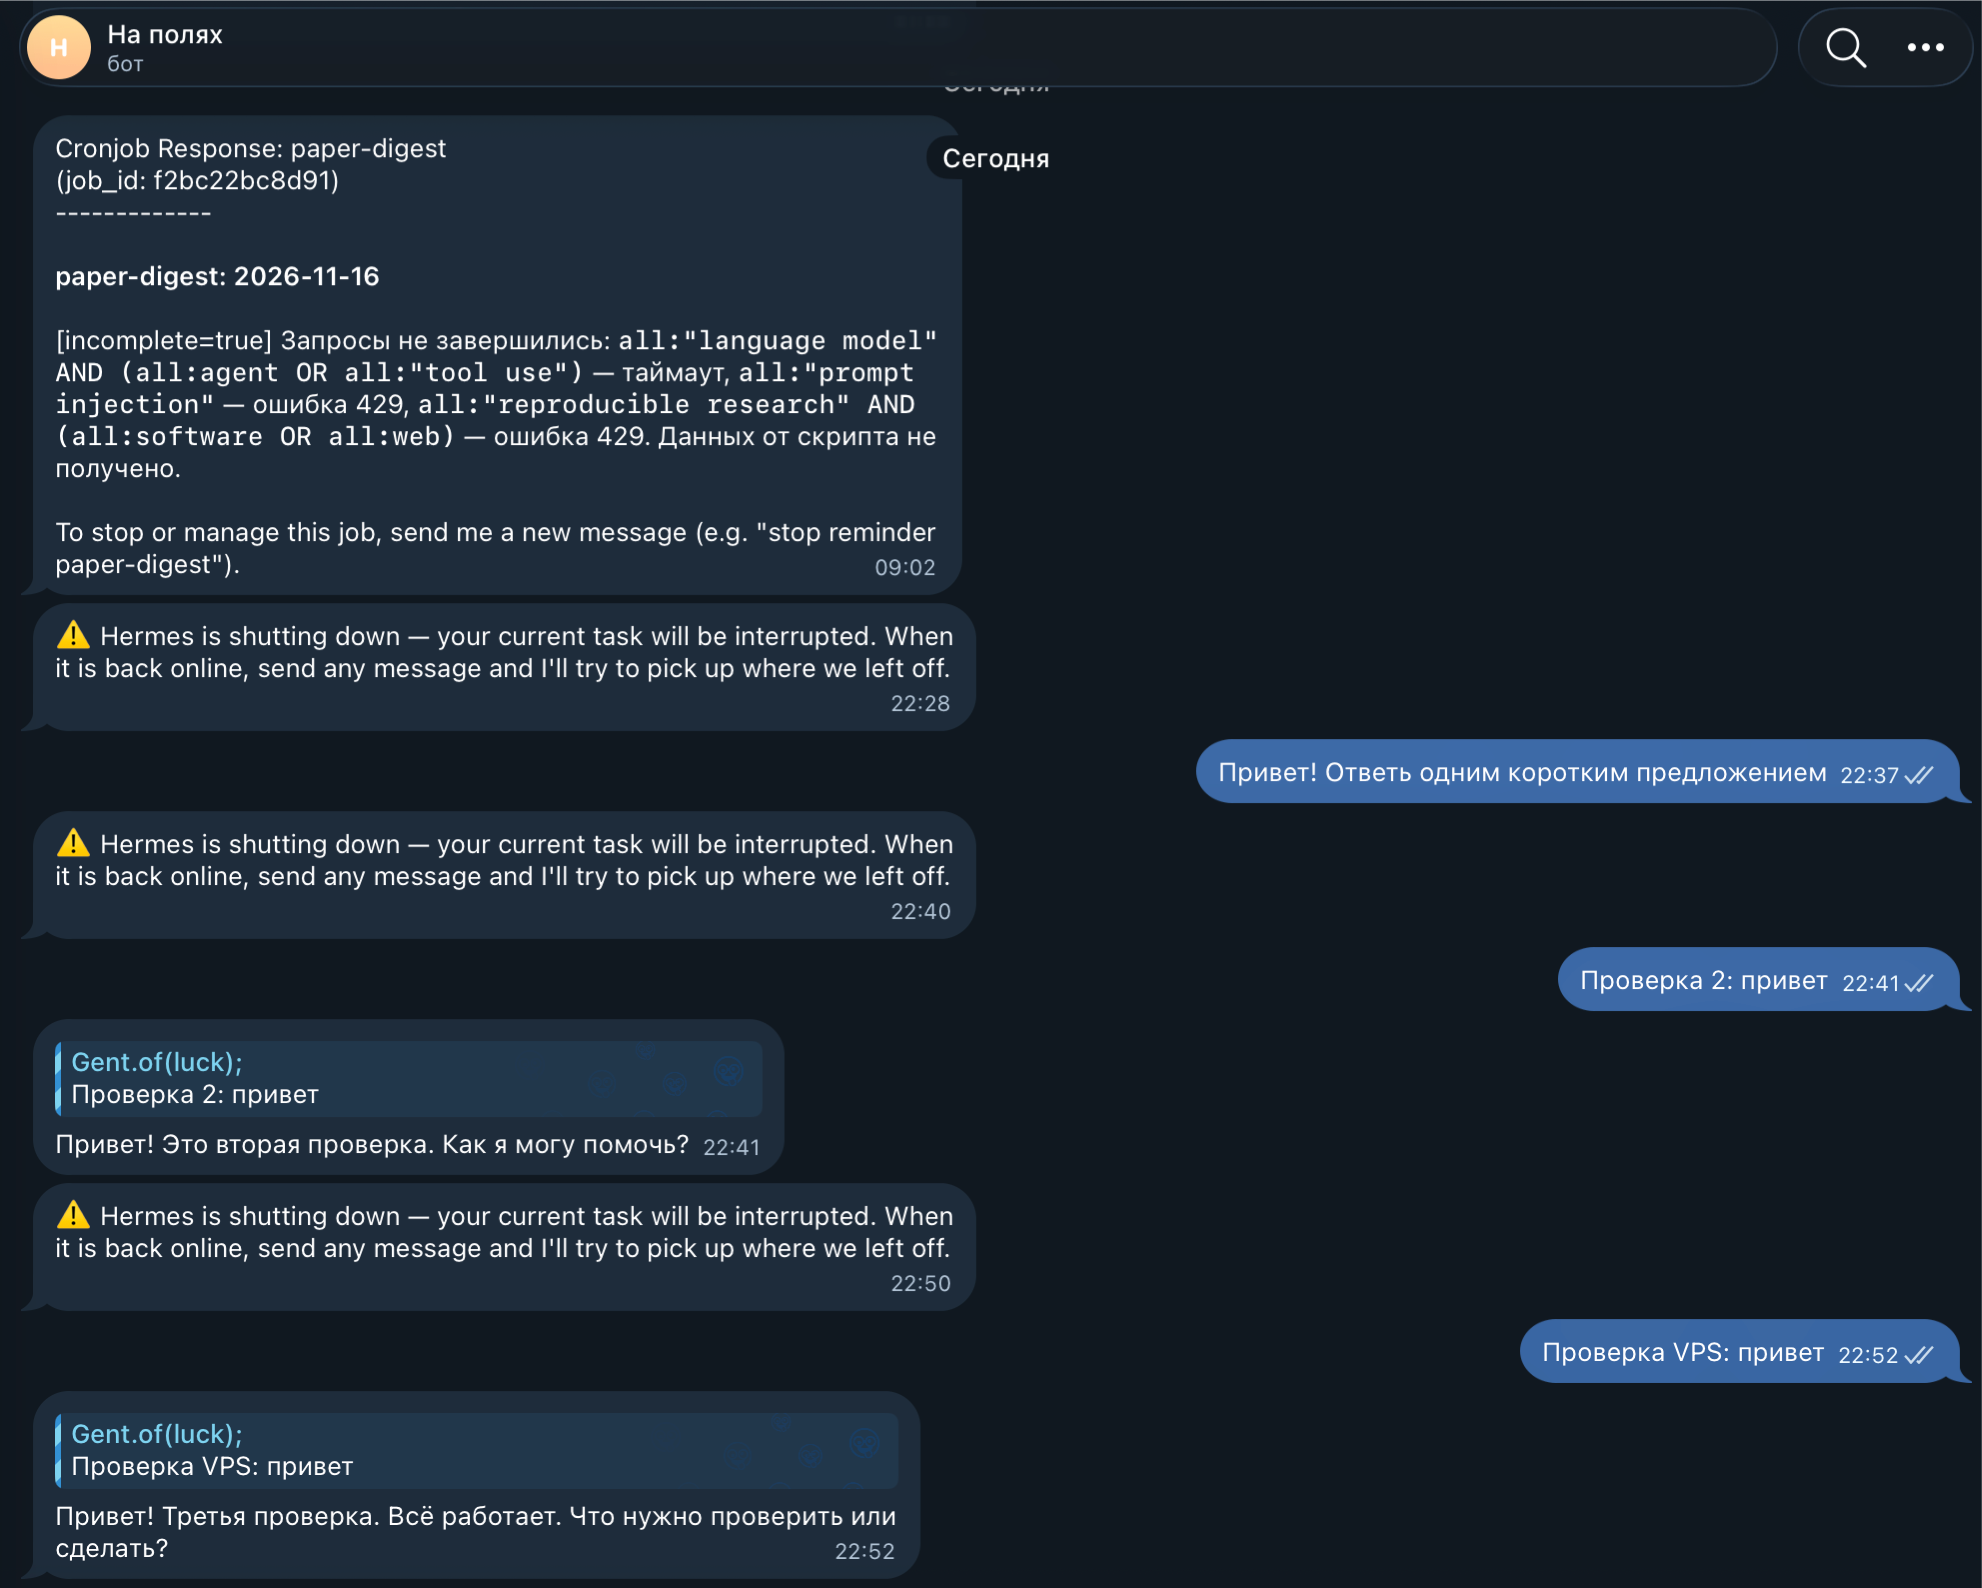 На полях
бот
Н
Сегодня
Cronjob Response: paper-digest
(job_id: f2bc22bc8d91)
-------------
paper-digest: 2026-11-16
[incomplete=true] Запросы не завершились: all:"language model"
AND (all:agent OR all:"tool use") — таймаут, all:"prompt
injection" — ошибка 429, all:"reproducible research" AND
(all:software OR all:web) — ошибка 429. Данных от скрипта не
получено.
To stop or manage this job, send me a new message (e.g. "stop reminder
paper-digest").
09:02
⚠️ Hermes is shutting down — your current task will be interrupted. When
it is back online, send any message and I'll try to pick up where we left off.
22:28
Привет! Ответь одним коротким предложением 22:37
⚠️ Hermes is shutting down — your current task will be interrupted. When
it is back online, send any message and I'll try to pick up where we left off.
22:40
Проверка 2: привет 22:41
Gent.of(luck);
Проверка 2: привет
Привет! Это вторая проверка. Как я могу помочь? 22:41
⚠️ Hermes is shutting down — your current task will be interrupted. When
it is back online, send any message and I'll try to pick up where we left off.
22:50
Проверка VPS: привет 22:52
Gent.of(luck);
Проверка VPS: привет
Привет! Третья проверка. Всё работает. Что нужно проверить или
сделать?
22:52